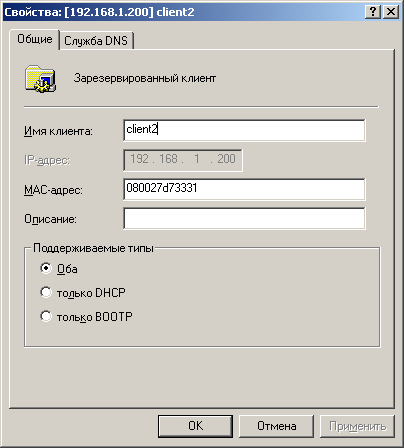 Свойства: [192.168.1.200] client2
Общие
Служба DNS
Зарезервированный клиент
Имя клиента:
client2
IP-адрес:
192 . 168 . 1 . 200
MAC-адрес:
080027d73331
Описание:
Поддерживаемые типы
Оба
только DHCP
только BOOTP
OK
Отмена
Применить